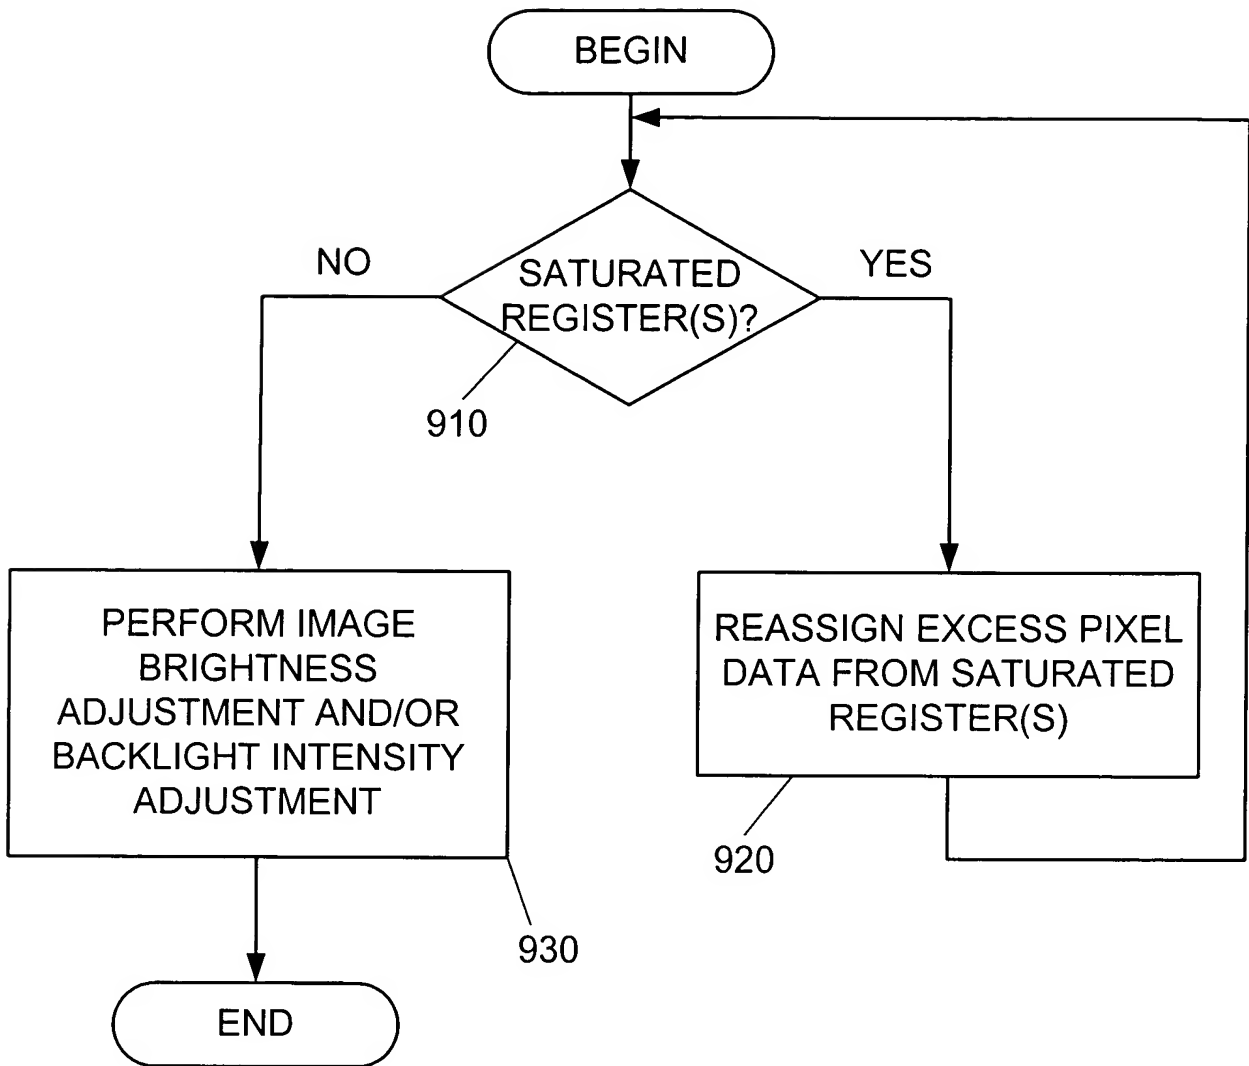 BEGIN
NO
YES
SATURATED
REGISTER(S)?
910
PERFORM IMAGE
BRIGHTNESS
ADJUSTMENT AND/OR
BACKLIGHT INTENSITY
ADJUSTMENT
REASSIGN EXCESS PIXEL
DATA FROM SATURATED
REGISTER(S)
920
930
END